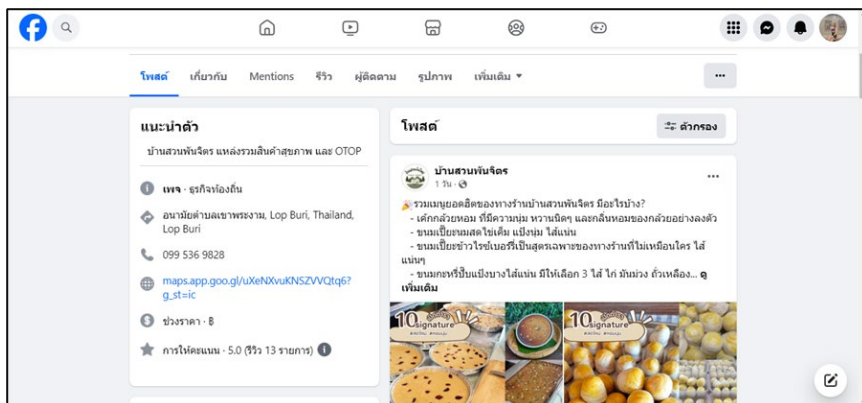 โพสต์ เกี่ยวกับ Mentions รีวิว ผู้ติดตาม รูปภาพ เพิ่มเติม
แนะนำตัว
บ้านสวนพันจิตร แหล่งรวมสินค้าสุขภาพ และ OTOP
เพจ · ธุรกิจท้องถิ่น
อนามัยตำบลเขาพระงาม, Lop Buri, Thailand,
Lop Buri
099 536 9828
maps.app.goo.gl/uXeNXvuKNSZVVQtq6?
g_st=ic
ช่วงราคา · ฿
การให้คะแนน · 5.0 (รีวิว 13 รายการ)
โพสต์
ตัวกรอง
บ้านสวนพันจิตร
1 วัน ·
รวมเมนูยอดฮิตของทางร้านบ้านสวนพันจิตร มีอะไรบ้าง?
- เค้กกล้วยหอม ที่มีความนุ่ม หวานนิดๆ และกลิ่นหอมของกล้วยอย่างลงตัว
- ขนมเปี๊ยะนมสดไข่เค็ม แป้งนุ่ม ไส้แน่น
- ขนมเปี๊ยะข้าวไรซ์เบอร์รี่เป็นสูตรเฉพาะของทางร้านที่ไม่เหมือนใคร ไส้
แน่นๆ
- ขนมกะหรี่ปั๊บแป้งบางไส้แน่น มีให้เลือก 3 ไส้ ไก่ มันม่วง ถั่วเหลือง... ดู
เพิ่มเติม
10 signature
10 signature